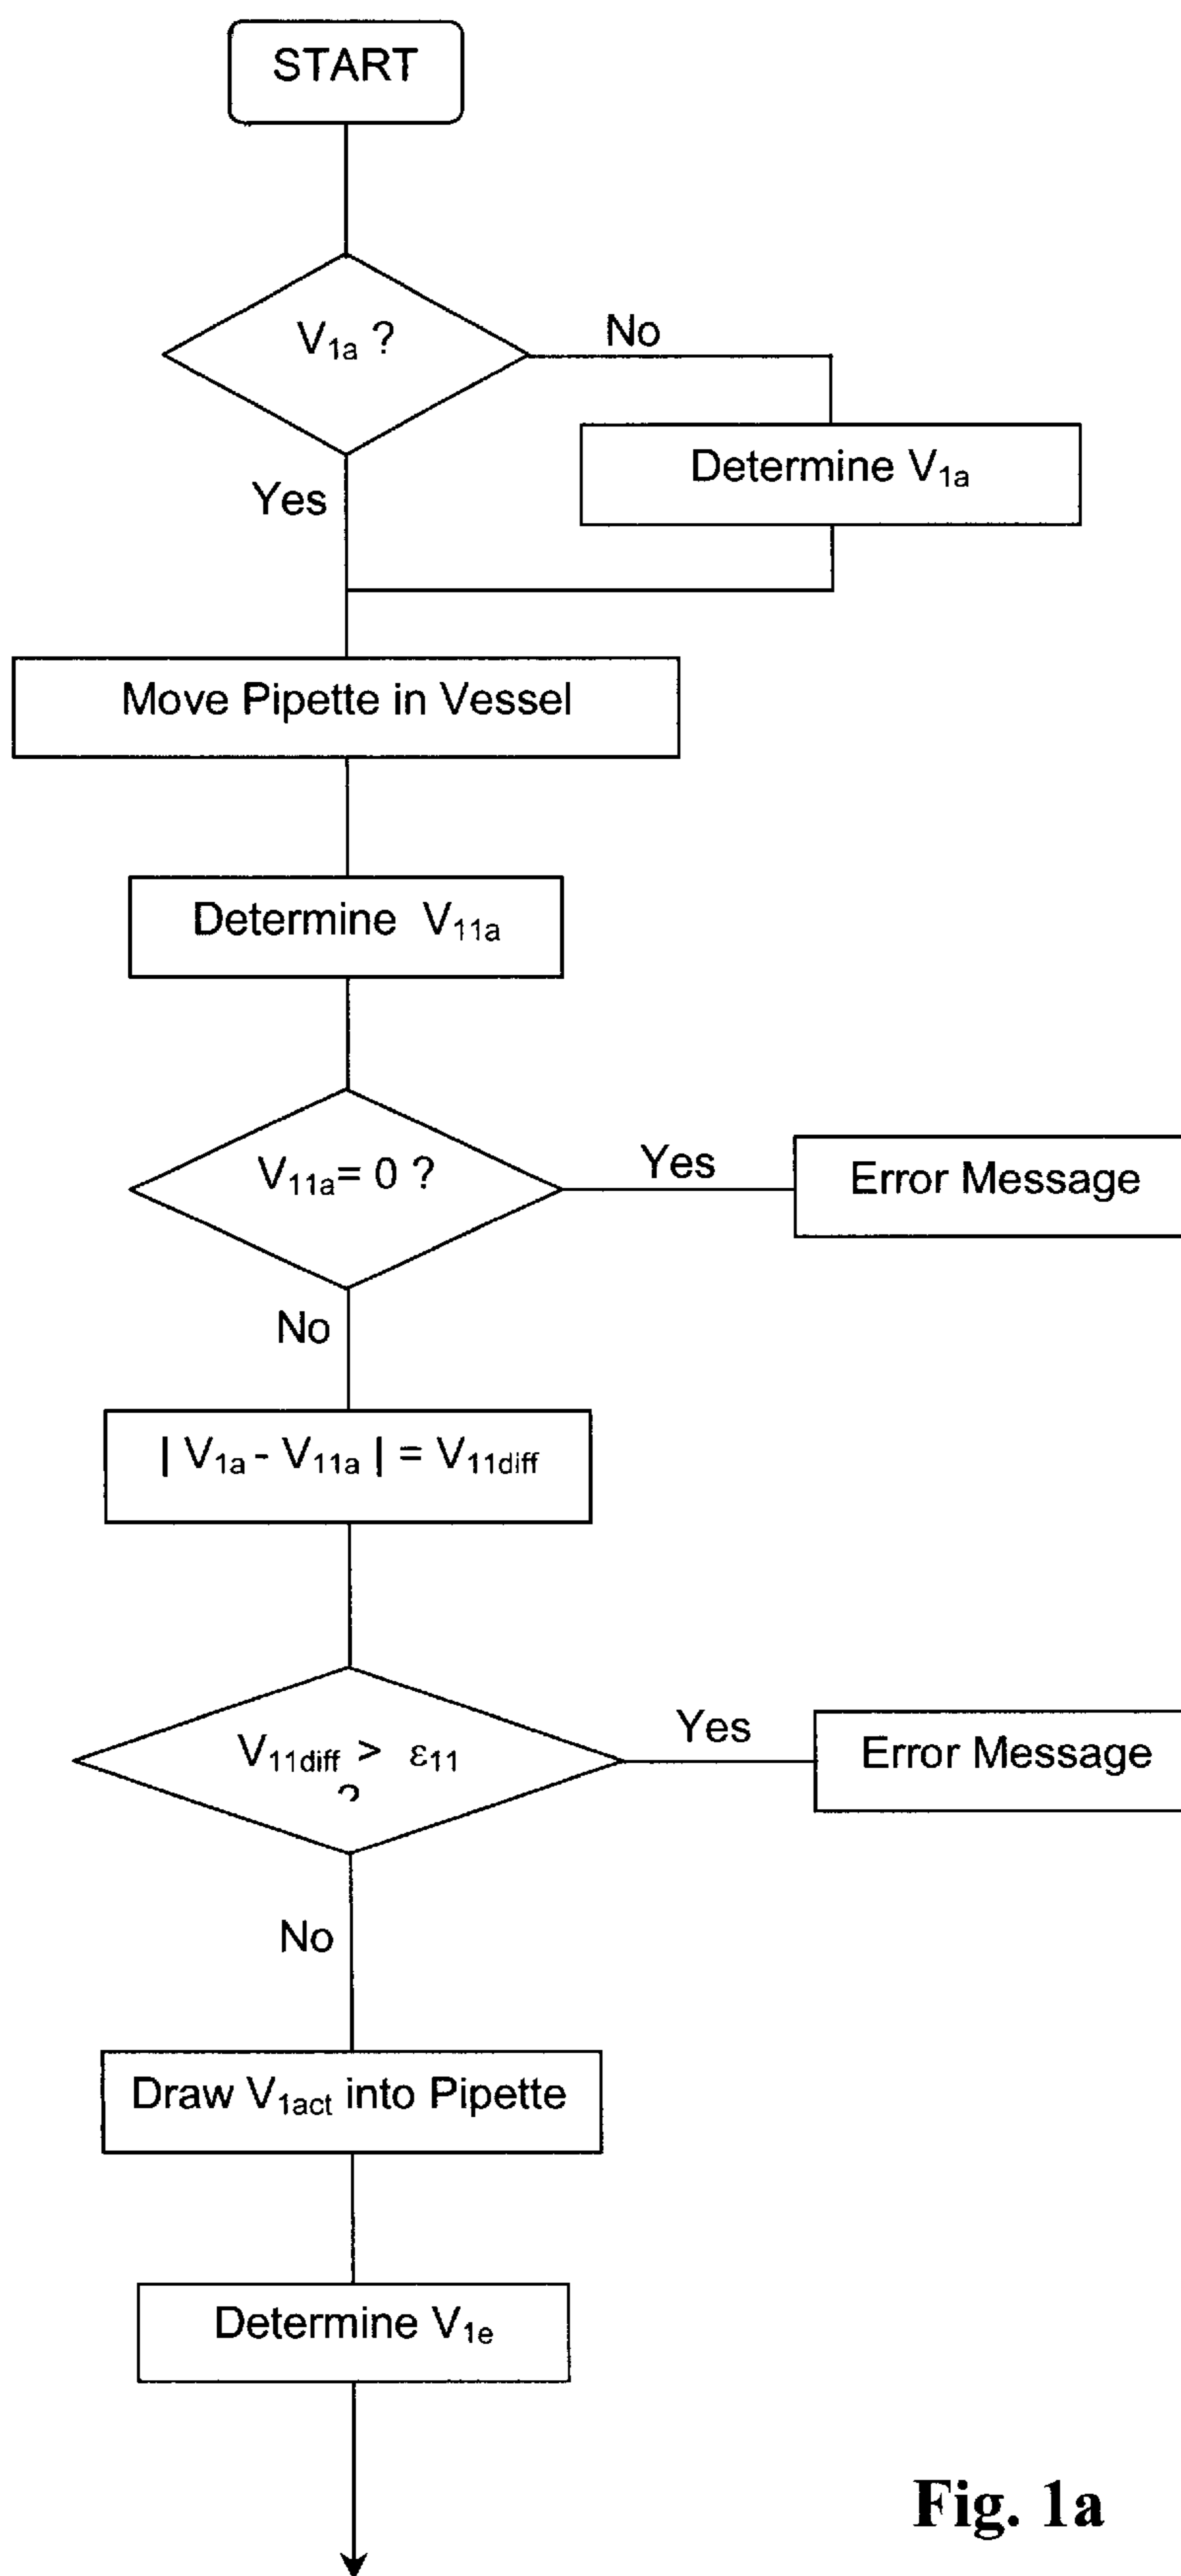 START
V₁ₐ ?
No
Determine V₁ₐ
Yes
Move Pipette in Vessel
Determine V₁₁ₐ
V₁₁ₐ= 0 ?
Yes
Error Message
No
| V₁ₐ - V₁₁ₐ | = V11diff
V11diff > ε₁₁
?
Yes
Error Message
No
Draw V1act into Pipette
Determine V₁ₑ
Fig. 1a